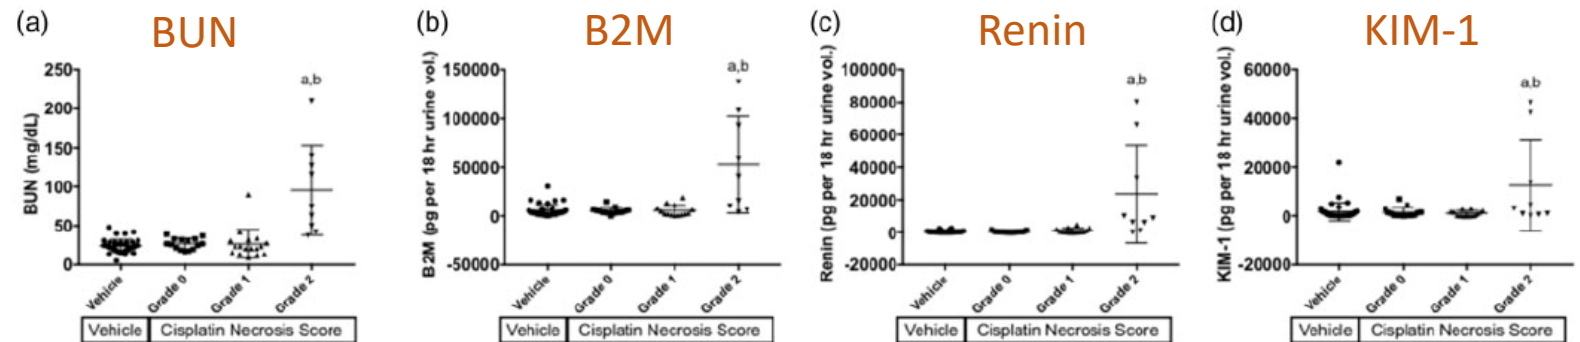 (a) BUN
BUN (mg/dL)
250
200
150
100
50
0
a,b
Vehicle
Grade 0
Grade 1
Grade 2
Vehicle
Cisplatin Necrosis Score
(b) B2M
B2M (pg per 18 hr urine vol.)
150000
100000
50000
0
-50000
a,b
Vehicle
Grade 0
Grade 1
Grade 2
Vehicle
Cisplatin Necrosis Score
(c) Renin
Renin (pg per 18 hr urine vol.)
100000
80000
60000
40000
20000
0
-20000
a,b
Vehicle
Grade 0
Grade 1
Grade 2
Vehicle
Cisplatin Necrosis Score
(d) KIM-1
KIM-1 (pg per 18 hr urine vol.)
60000
40000
20000
0
-20000
a,b
Vehicle
Grade 0
Grade 1
Grade 2
Vehicle
Cisplatin Necrosis Score